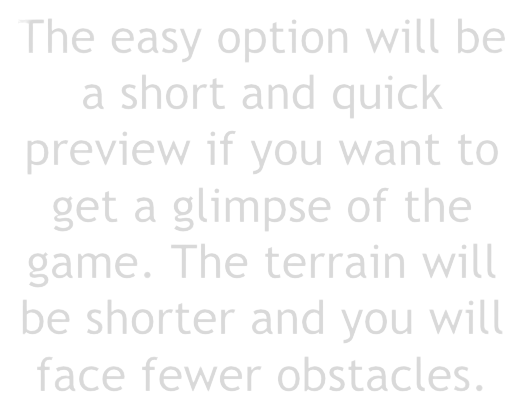 The easy option will be
a short and quick
preview if you want to
get a glimpse of the
game. The terrain will
be shorter and you will
face fewer obstacles.